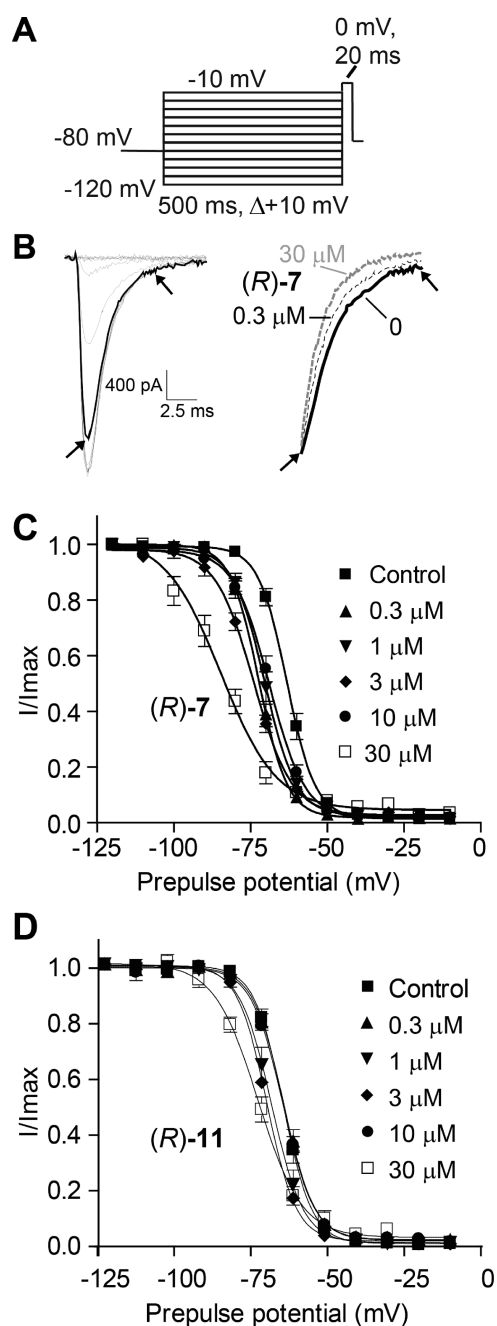 A
0 mV,
20 ms
-10 mV
-80 mV
-120 mV
500 ms, Δ+10 mV
B
30 μM
(R)-7
0.3 μM
0
400 pA
2.5 ms
C
1.0
0.8
0.6
0.4
0.2
0.0
I/Imax
Control
0.3 μM
1 μM
3 μM
10 μM
30 μM
(R)-7
-125 -100 -75 -50 -25 0
Prepulse potential (mV)
D
1.0
0.8
0.6
0.4
0.2
0.0
I/Imax
Control
0.3 μM
1 μM
3 μM
10 μM
30 μM
(R)-11
-125 -100 -75 -50 -25 0
Prepulse potential (mV)